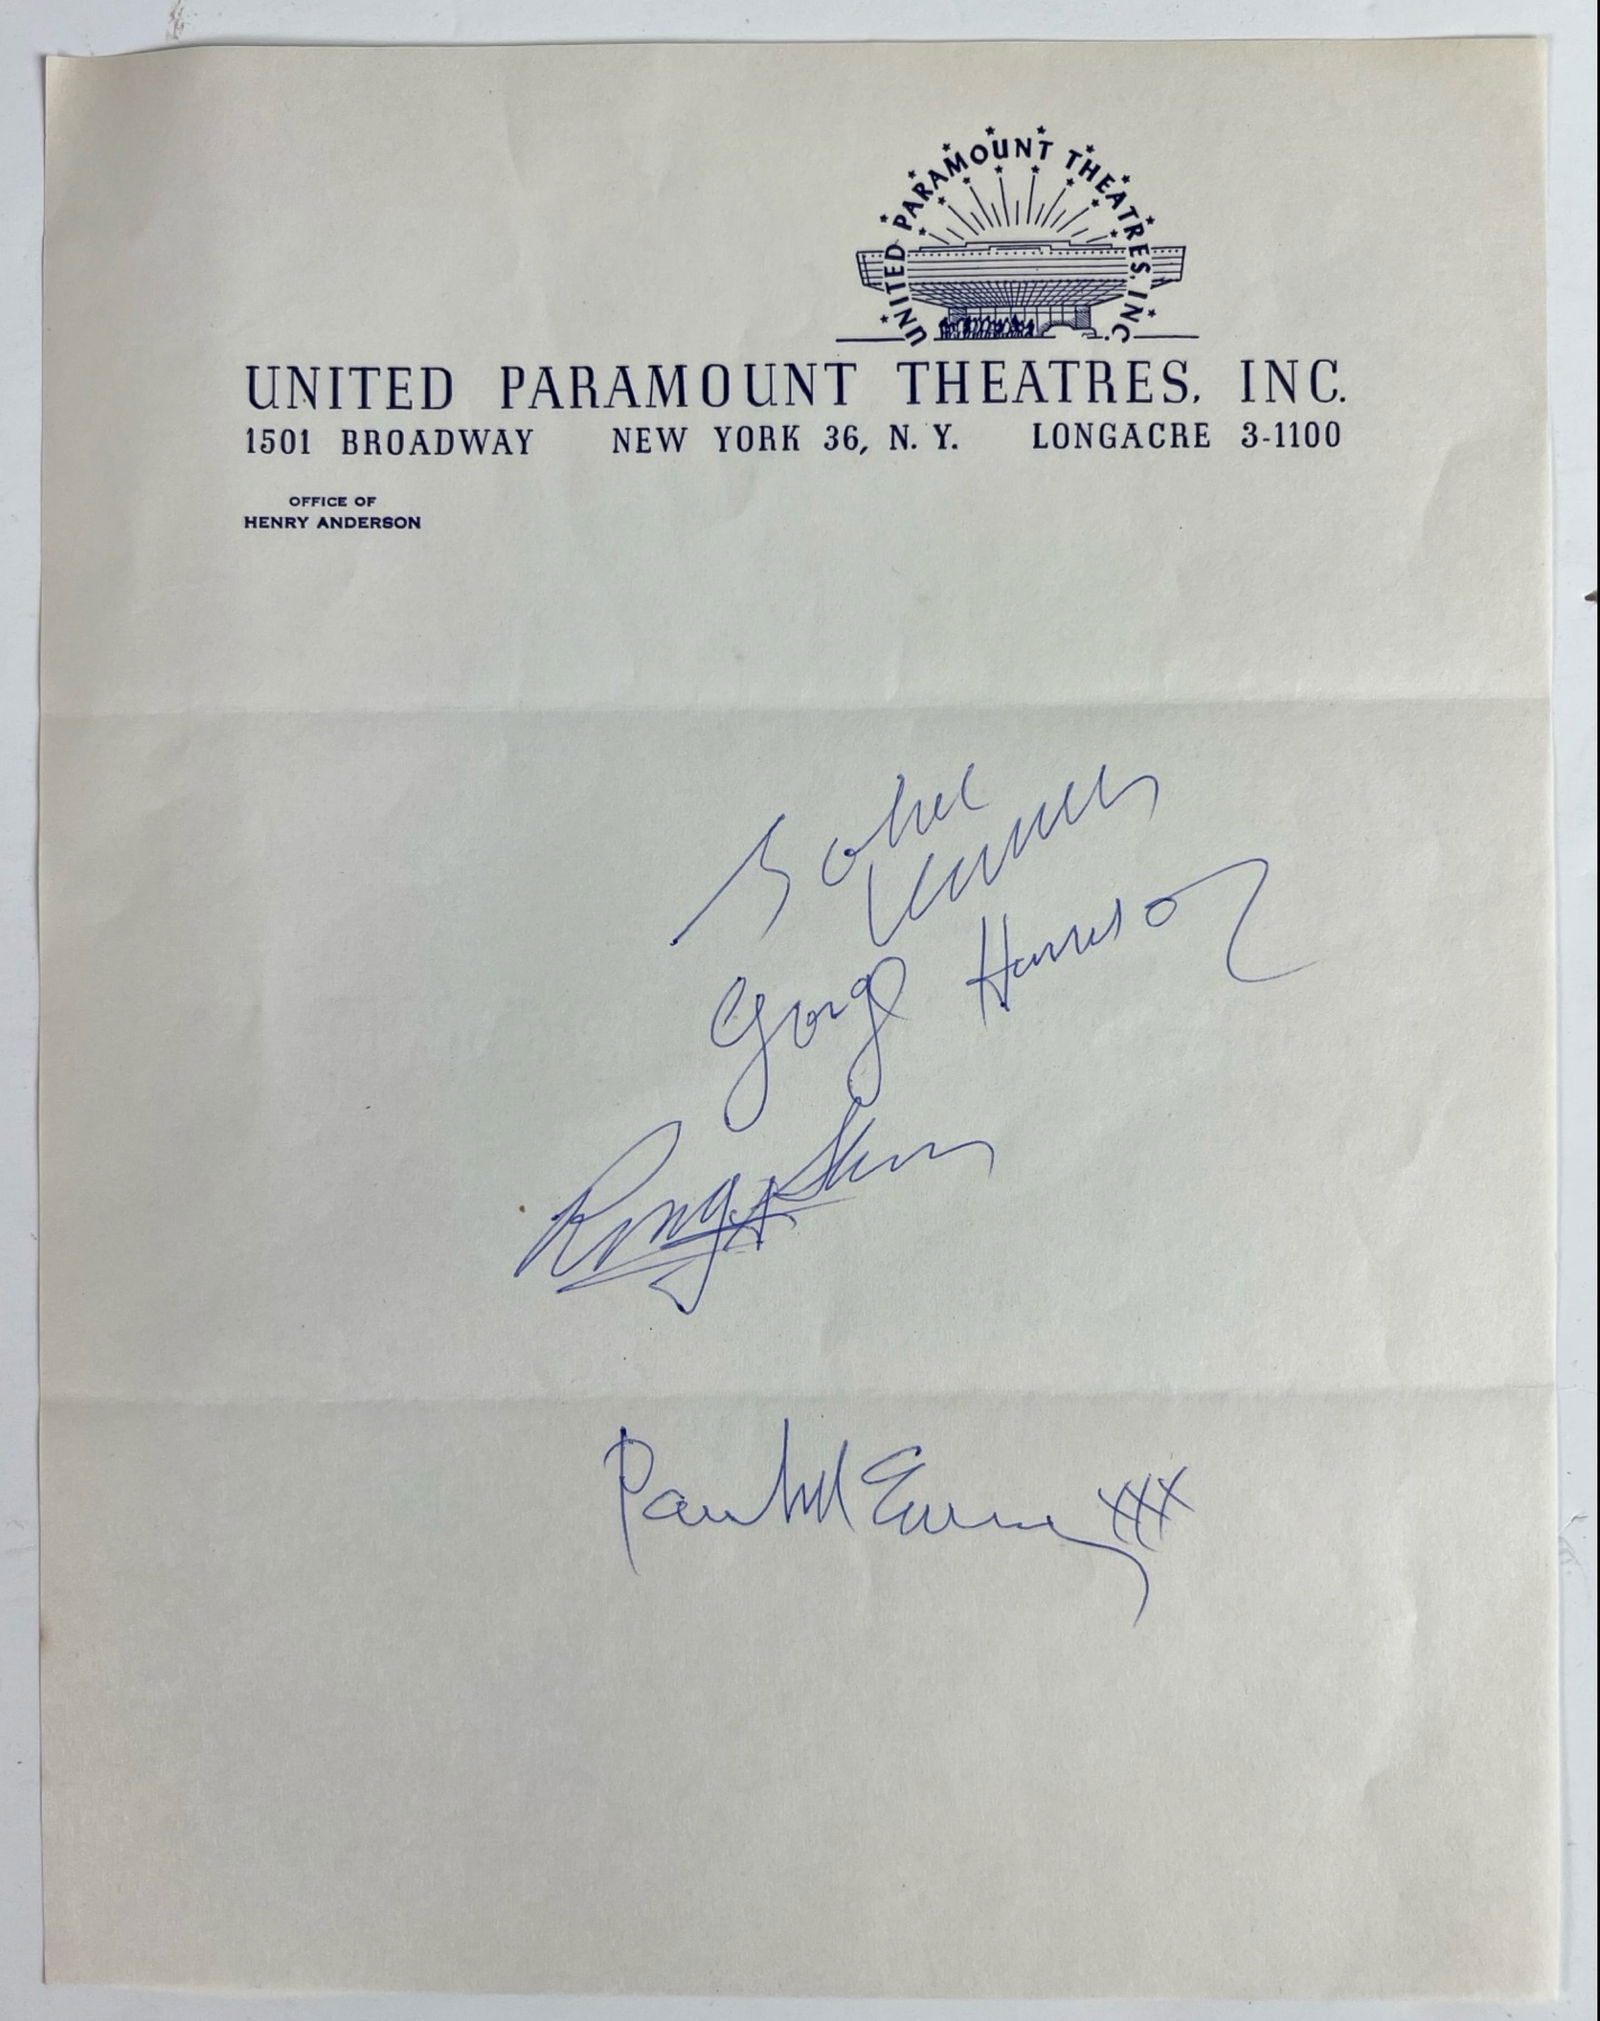 UNITED PARAMOUNT THEATRES, INC.
UNITED PARAMOUNT THEATRES, INC.
1501 BROADWAY NEW YORK 36, N. Y. LONGACRE 3-1100
OFFICE OF
HENRY ANDERSON
John
Lennon
George Harrison
Ringo Starr
Paul McCartney xxx